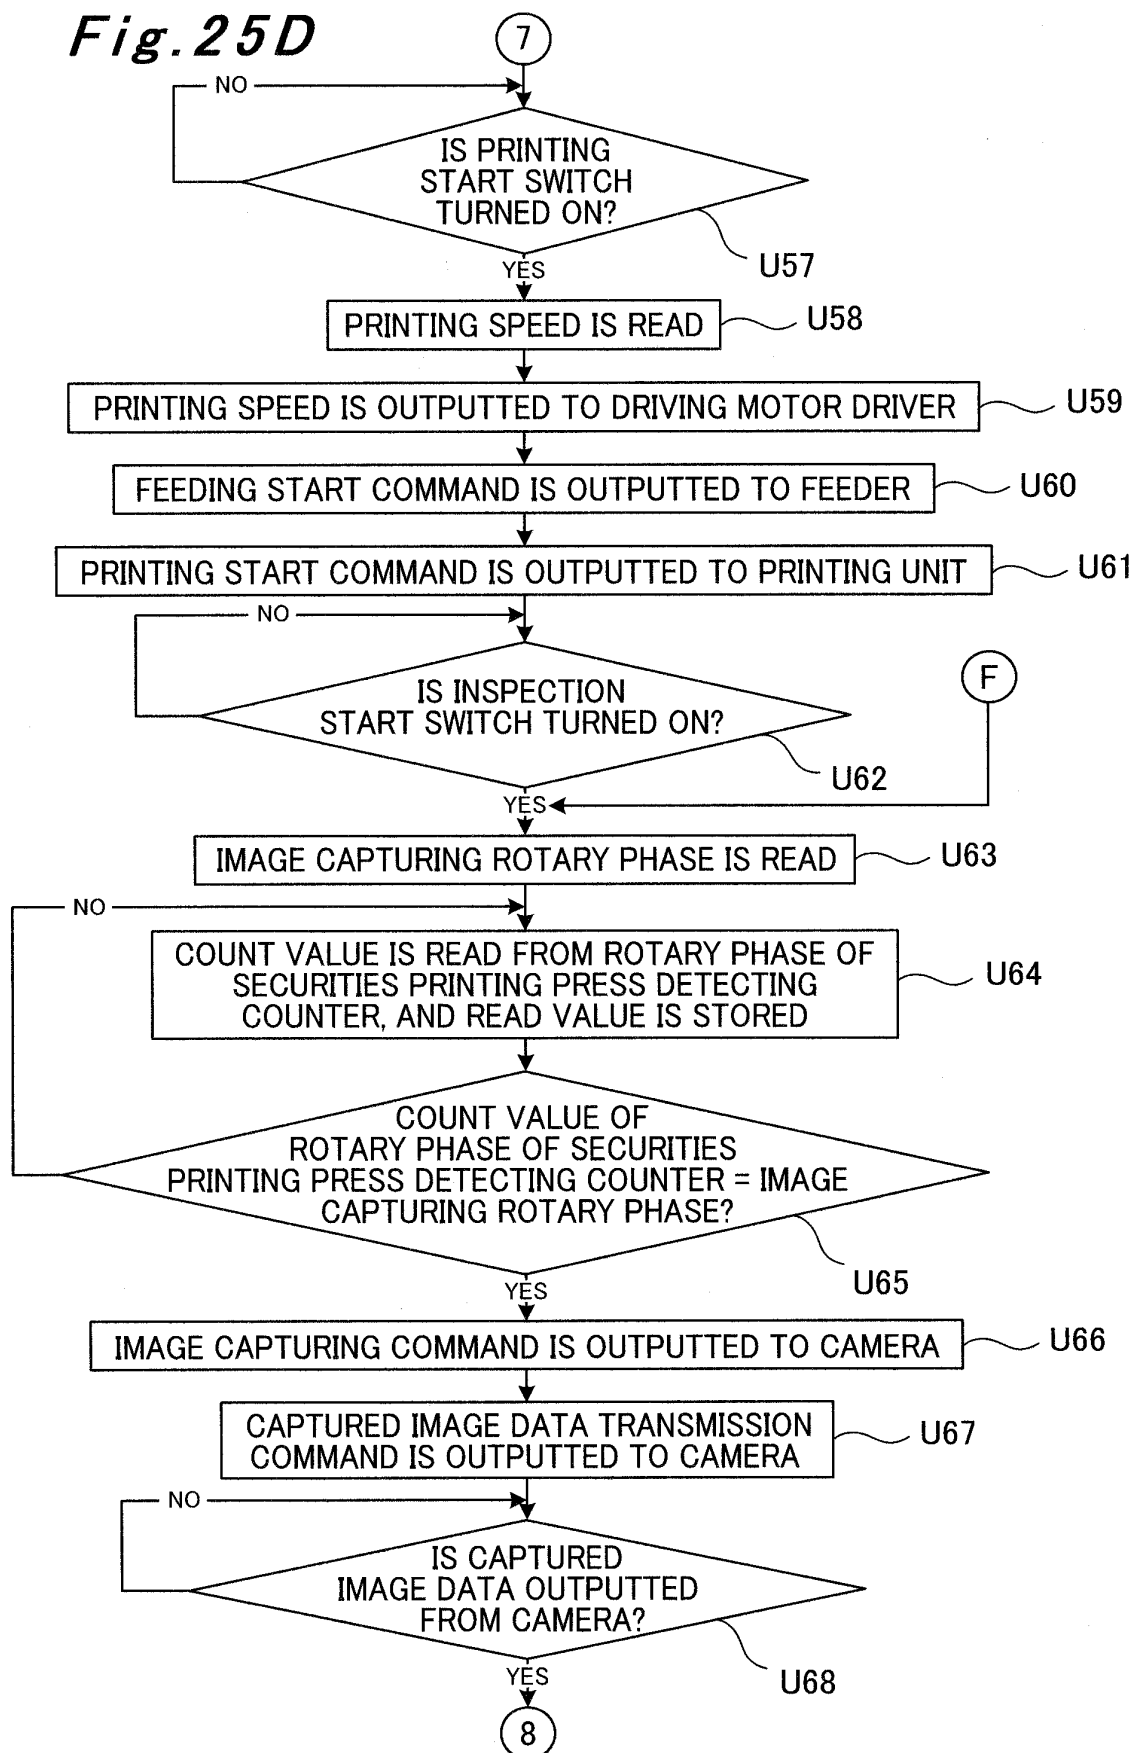 Fig.25D
7
NO
IS PRINTING
START SWITCH
TURNED ON?
U57
YES
PRINTING SPEED IS READ
U58
PRINTING SPEED IS OUTPUTTED TO DRIVING MOTOR DRIVER
U59
FEEDING START COMMAND IS OUTPUTTED TO FEEDER
U60
PRINTING START COMMAND IS OUTPUTTED TO PRINTING UNIT
U61
NO
IS INSPECTION
START SWITCH TURNED ON?
F
U62
YES
IMAGE CAPTURING ROTARY PHASE IS READ
U63
NO
COUNT VALUE IS READ FROM ROTARY PHASE OF
SECURITIES PRINTING PRESS DETECTING
COUNTER, AND READ VALUE IS STORED
U64
COUNT VALUE OF
ROTARY PHASE OF SECURITIES
PRINTING PRESS DETECTING COUNTER = IMAGE
CAPTURING ROTARY PHASE?
U65
YES
IMAGE CAPTURING COMMAND IS OUTPUTTED TO CAMERA
U66
CAPTURED IMAGE DATA TRANSMISSION
COMMAND IS OUTPUTTED TO CAMERA
U67
NO
IS CAPTURED
IMAGE DATA OUTPUTTED
FROM CAMERA?
U68
YES
8